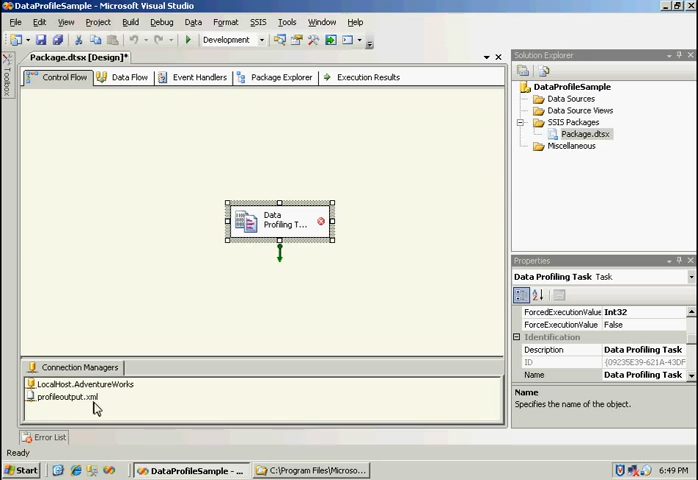 DataProfileSample - Microsoft Visual Studio
File Edit View Project Build Debug Data Format SSIS Tools Window Help
Development
Toolbox
Package.dtsx [Design]*
Control Flow Data Flow Event Handlers Package Explorer Execution Results
Data
Profiling T...
Connection Managers
LocalHost.AdventureWorks
profileoutput.xml
Solution Explorer
DataProfileSample
Data Sources
Data Source Views
SSIS Packages
Package.dtsx
Miscellaneous
Properties
Data Profiling Task Task
ForcedExecutionValue Int32
ForceExecutionValue False
Identification
Description Data Profiling Task
ID {09235E39-621A-43DF
Name Data Profiling Task
Name
Specifies the name of the object.
Error List
Ready
Start
DataProfileSample - ...
C:\Program Files\Microso...
6:49 PM